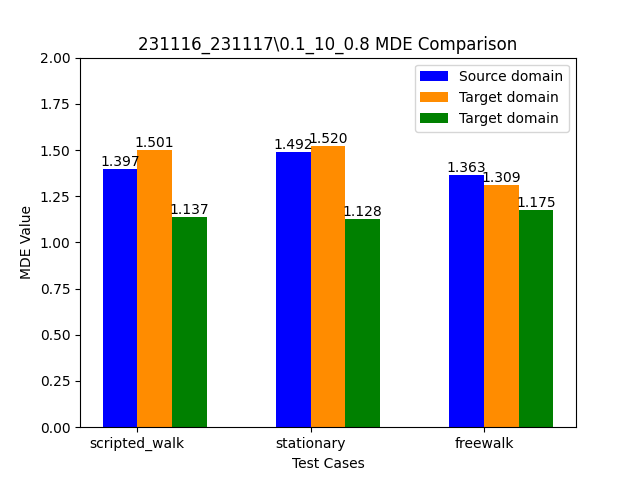 231116_231117\0.1_10_0.8 MDE Comparison
2.00
1.75
1.50
1.25
1.00
0.75
0.50
0.25
0.00
MDE Value
Source domain
Target domain
Target domain
1.397
1.501
1.137
1.492
1.520
1.128
1.363
1.309
1.175
scripted_walk
stationary
freewalk
Test Cases